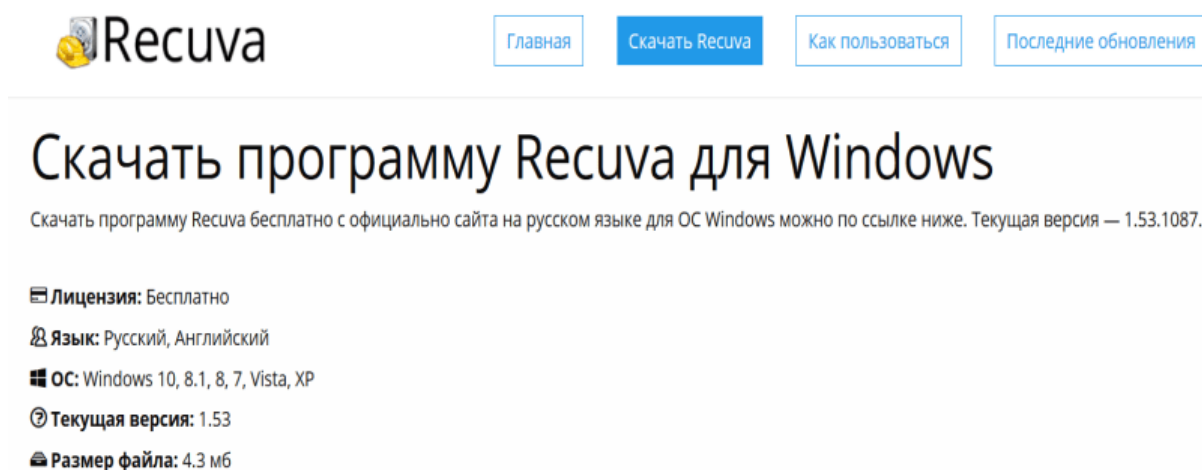 Recuva
Главная
Скачать Recuva
Как пользоваться
Последние обновления
Скачать программу Recuva для Windows
Скачать программу Recuva бесплатно с официально сайта на русском языке для ОС Windows можно по ссылке ниже. Текущая версия — 1.53.1087.
Лицензия: Бесплатно
Язык: Русский, Английский
ОС: Windows 10, 8.1, 8, 7, Vista, XP
Текущая версия: 1.53
Размер файла: 4.3 мб